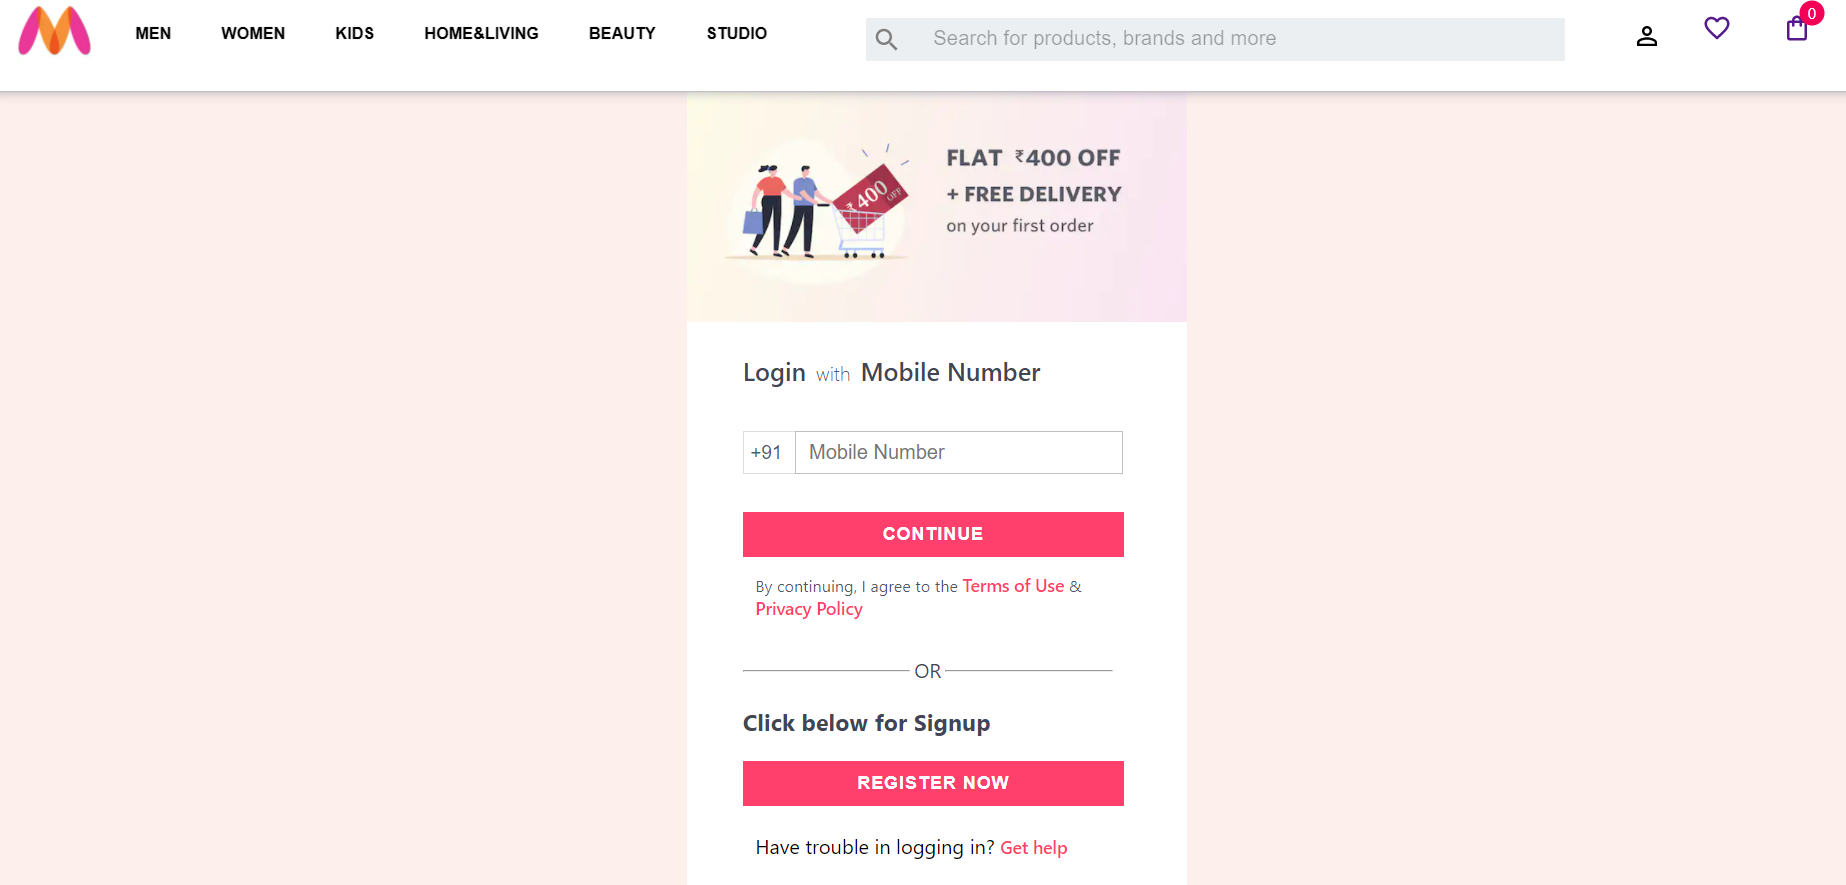 MEN WOMEN KIDS HOME&LIVING BEAUTY STUDIO Search for products, brands and more 0
₹400 OFF
FLAT ₹400 OFF
+ FREE DELIVERY
on your first order
Login with Mobile Number
+91 Mobile Number
CONTINUE
By continuing, I agree to the Terms of Use &
Privacy Policy
OR
Click below for Signup
REGISTER NOW
Have trouble in logging in? Get help